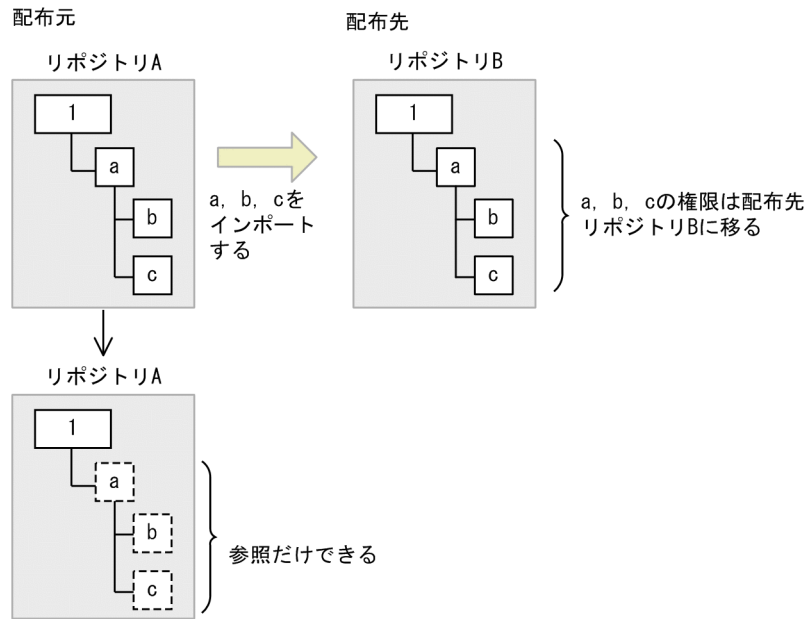 配布元
リポジトリA
1
a
b
c
a, b, cを
インポート
する
配布先
リポジトリB
1
a
b
c
a, b, cの権限は配布先
リポジトリBに移る
リポジトリA
1
a
b
c
参照だけできる